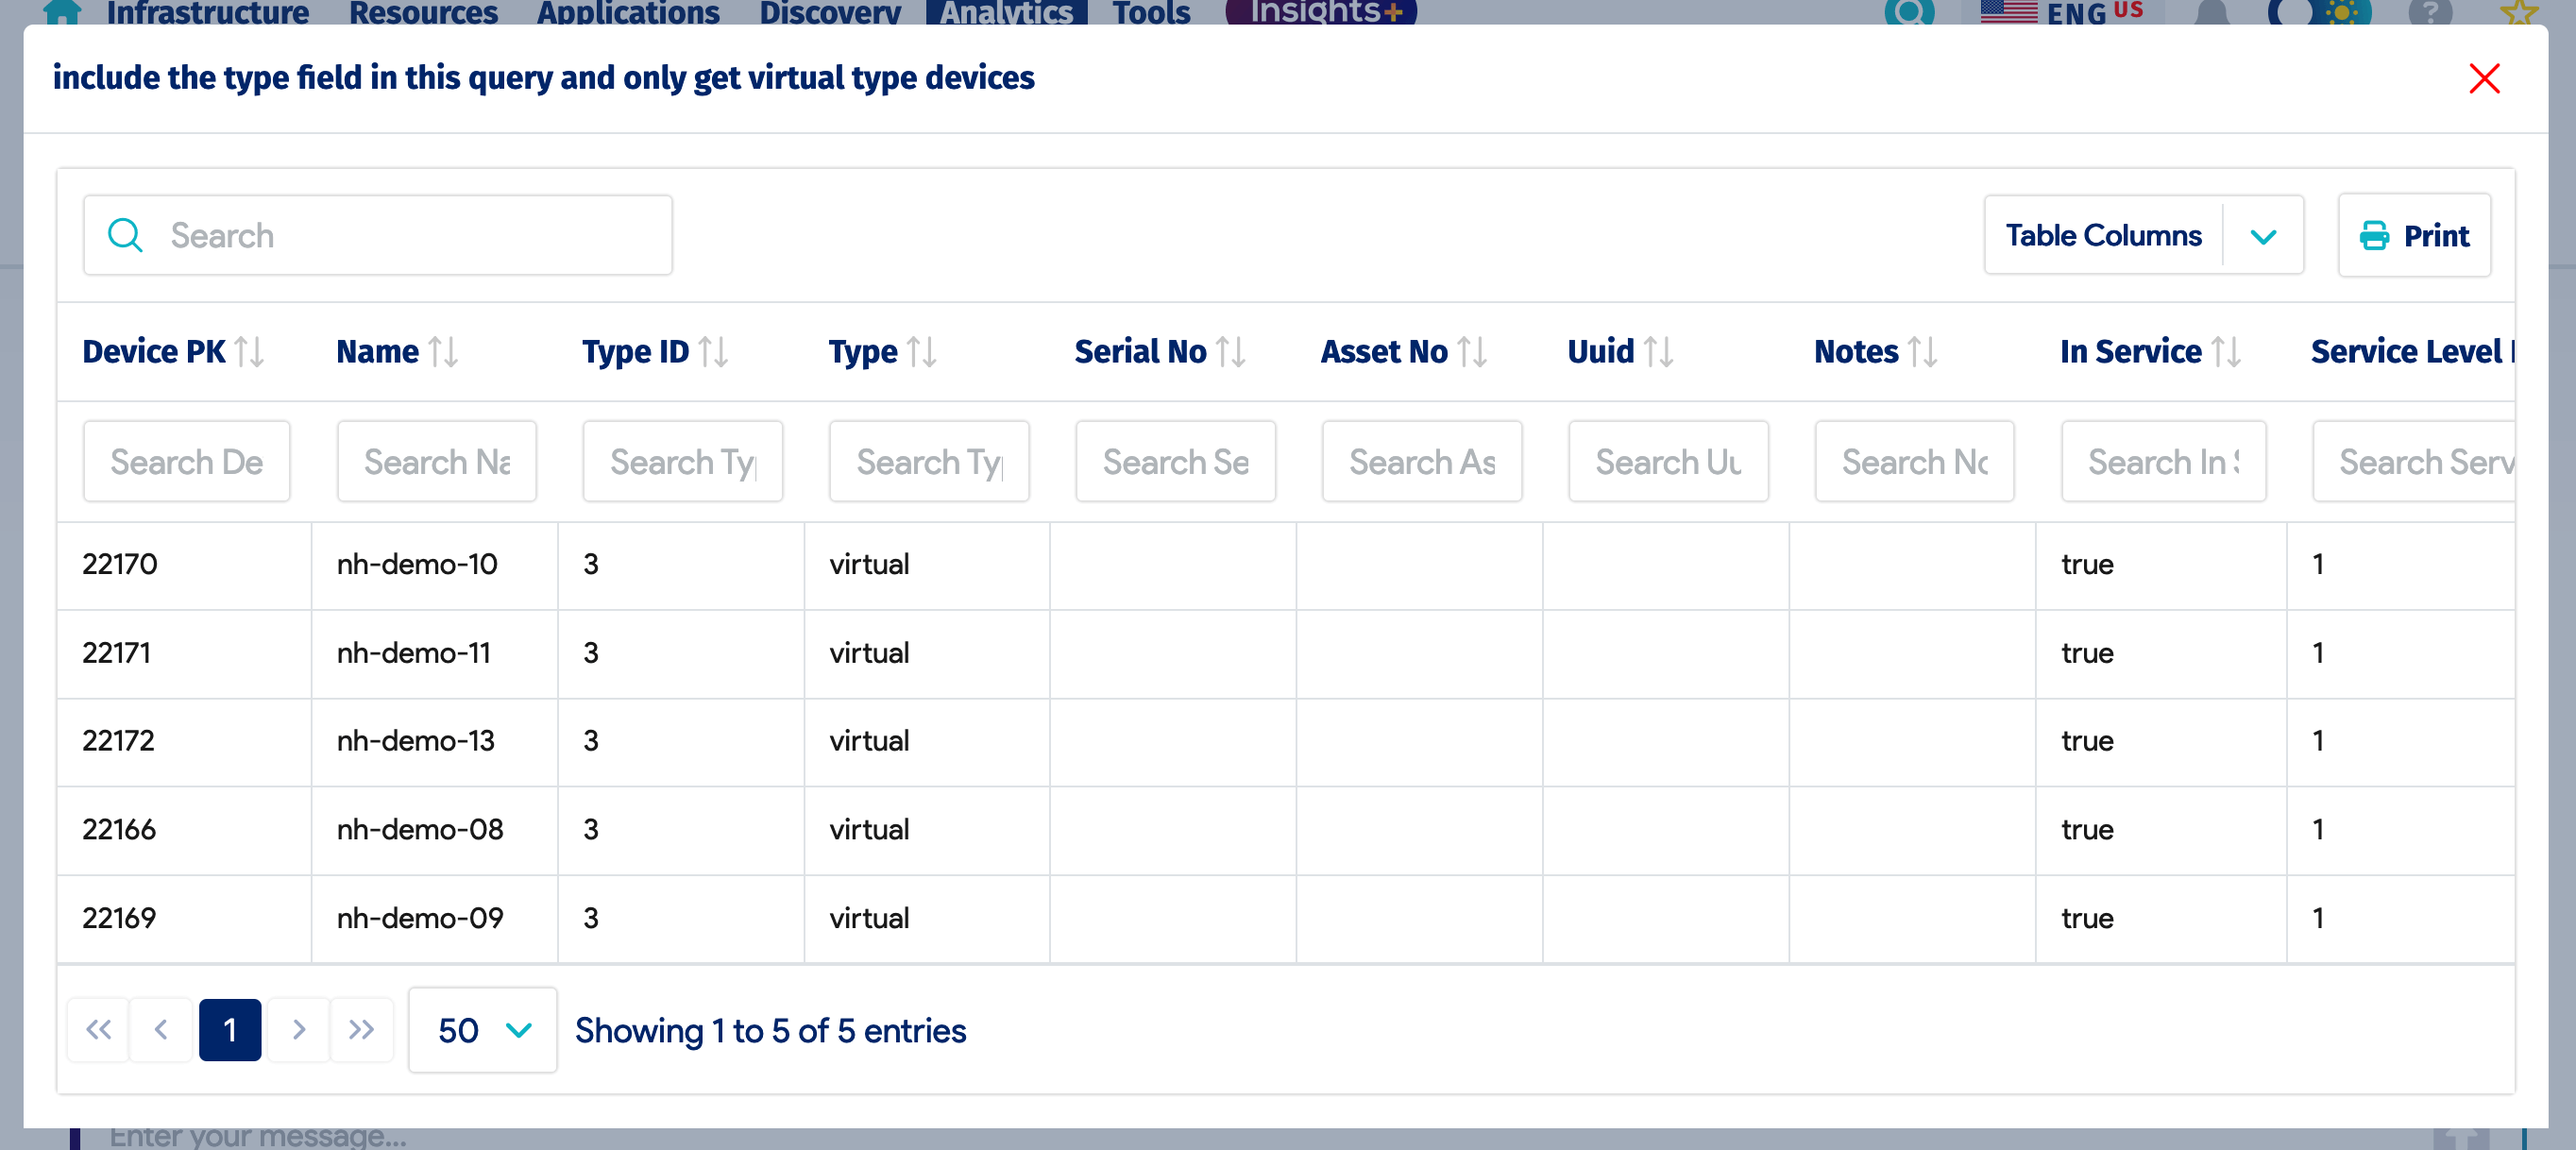 Infrastructure Resources Applications Discovery Analytics Tools Insights+ ENG US ?
include the type field in this query and only get virtual type devices
Search Table Columns Print
Device PK Name Type ID Type Serial No Asset No Uuid Notes In Service Service Level
Search De Search Na Search Typ Search Typ Search Se Search As Search Uu Search No Search In S Search Serv
22170 nh-demo-10 3 virtual true 1
22171 nh-demo-11 3 virtual true 1
22172 nh-demo-13 3 virtual true 1
22166 nh-demo-08 3 virtual true 1
22169 nh-demo-09 3 virtual true 1
1 50 Showing 1 to 5 of 5 entries
Enter your message...